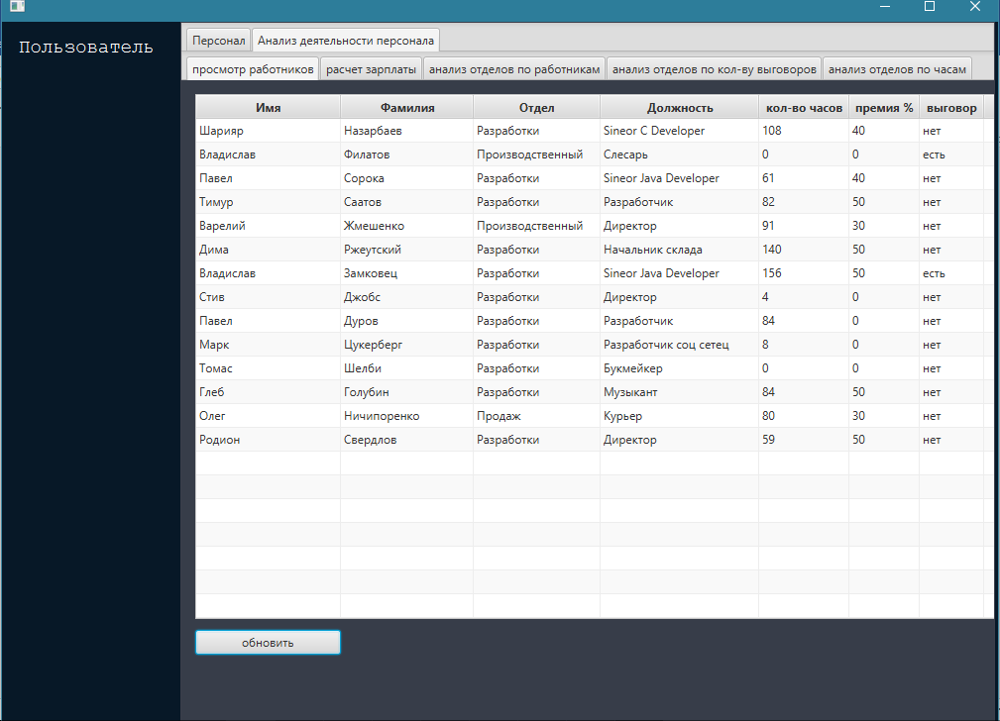 Пользователь
Персонал Анализ деятельности персонала
просмотр работников расчет зарплаты анализ отделов по работникам анализ отделов по кол-ву выговоров анализ отделов по часам
Имя Фамилия Отдел Должность кол-во часов премия % выговор
Шарияр Назарбаев Разработки Sineor C Developer 108 40 нет
Владислав Филатов Производственный Слесарь 0 0 есть
Павел Сорока Разработки Sineor Java Developer 61 40 нет
Тимур Саатов Разработки Разработчик 82 50 нет
Варелий Жмешенко Производственный Директор 91 30 нет
Дима Ржеутский Разработки Начальник склада 140 50 нет
Владислав Замковец Разработки Sineor Java Developer 156 50 есть
Стив Джобс Разработки Директор 4 0 нет
Павел Дуров Разработки Разработчик 84 0 нет
Марк Цукерберг Разработки Разработчик соц сетец 8 0 нет
Томас Шелби Разработки Букмейкер 0 0 нет
Глеб Голубин Разработки Музыкант 84 50 нет
Олег Ничипоренко Продаж Курьер 80 30 нет
Родион Свердлов Разработки Директор 59 50 нет
обновить